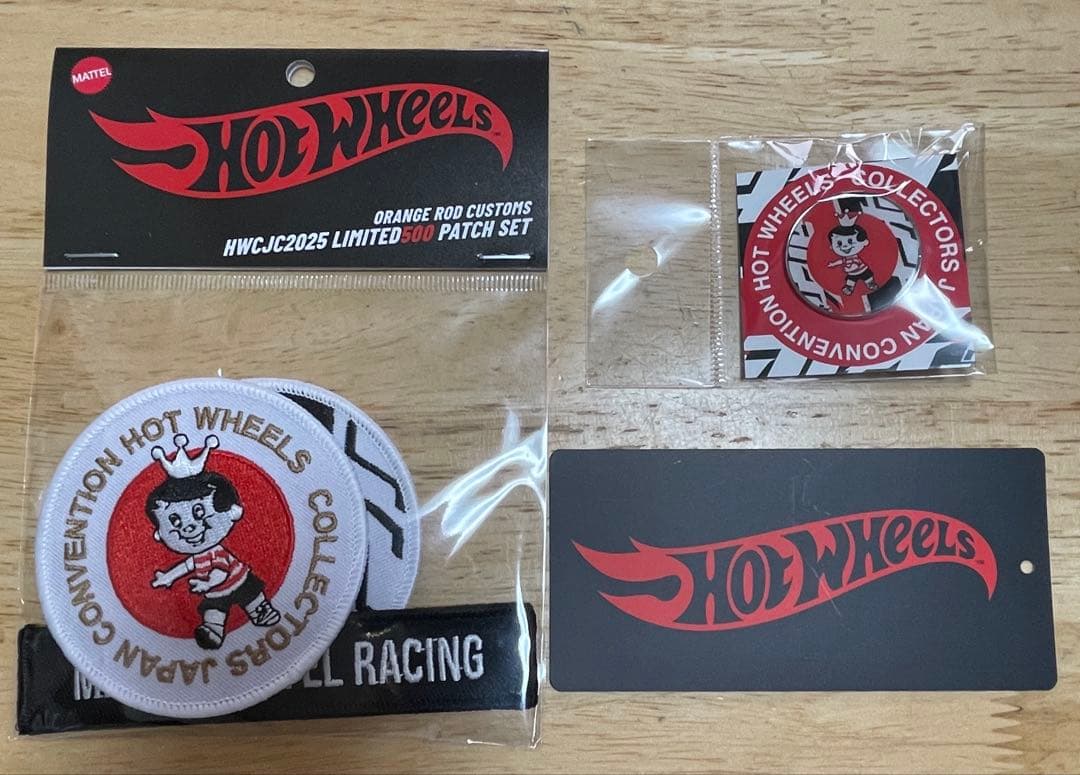 MATTEL
HOT WHEELS
ORANGE ROD CUSTOMS
HWCJC2025 LIMITED500 PATCH SET
HOT WHEELS COLLECTORS JAPAN CONVENTION
RACING
HOT WHEELS COLLECTORS CONVENTION
HOT WHEELS